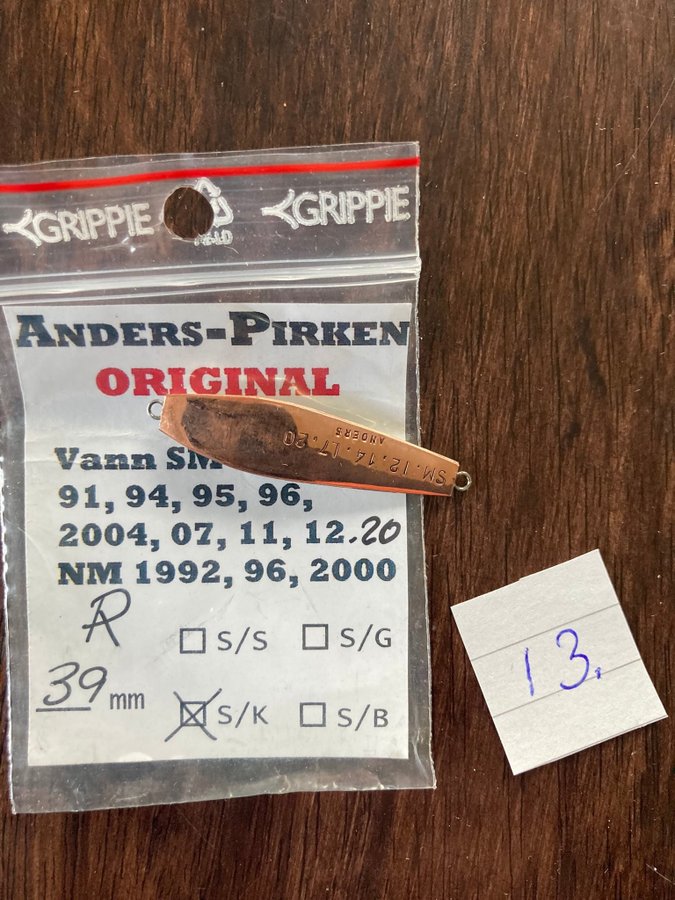 GRIPPIE GRIPPIE
ANDERS-PIRKEN
ORIGINAL
Vann SM
91, 94, 95, 96,
2004, 07, 11, 12.20
NM 1992, 96, 2000
SM.12.14.17.20
ANDERS
R
S/S S/G
39 mm
S/K S/B
13.